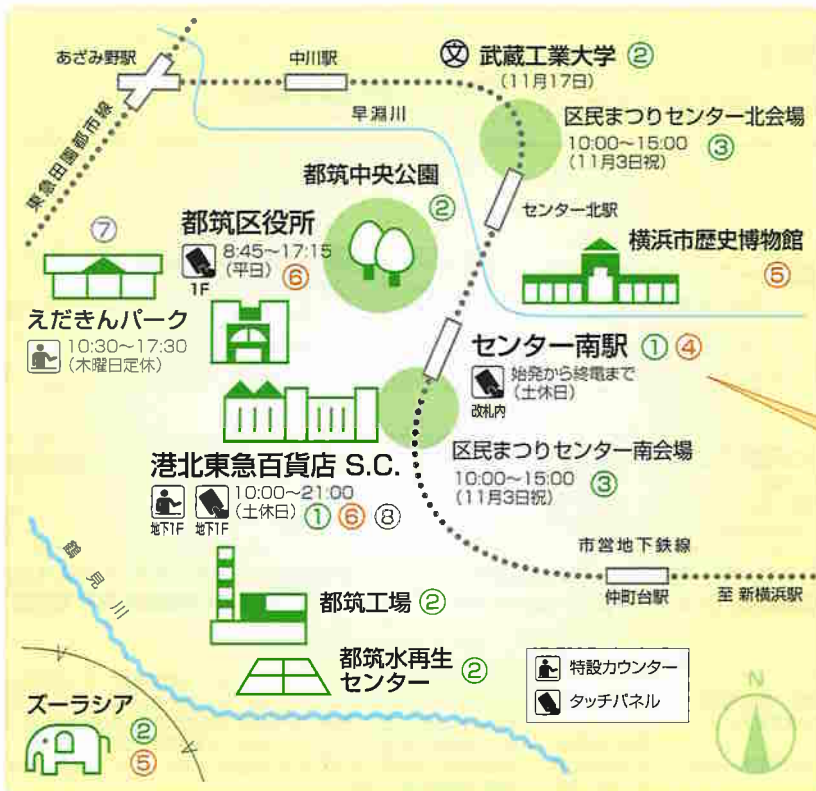 あざみ野駅
中川駅
文 武蔵工業大学 ②
(11月17日)
早淵川
区民まつりセンター北会場
10:00〜15:00 ③
(11月3日祝)
東急田園都市線
都筑中央公園
②
センター北駅
都筑区役所
8:45〜17:15
(平日) ⑥
1F
横浜市歴史博物館
⑤
⑦
えだきんパーク
10:30〜17:30
(木曜日定休)
センター南駅 ① ④
始発から終電まで
(土休日)
改札内
区民まつりセンター南会場
10:00〜15:00 ③
(11月3日祝)
港北東急百貨店 S.C.
10:00〜21:00
(土休日) ① ⑥ ⑧
地下1F 地下1F
市営地下鉄線
仲町台駅
至 新横浜駅
鶴見川
都筑工場 ②
都筑水再生
センター ②
特設カウンター
タッチパネル
ズーラシア
②
⑤
N